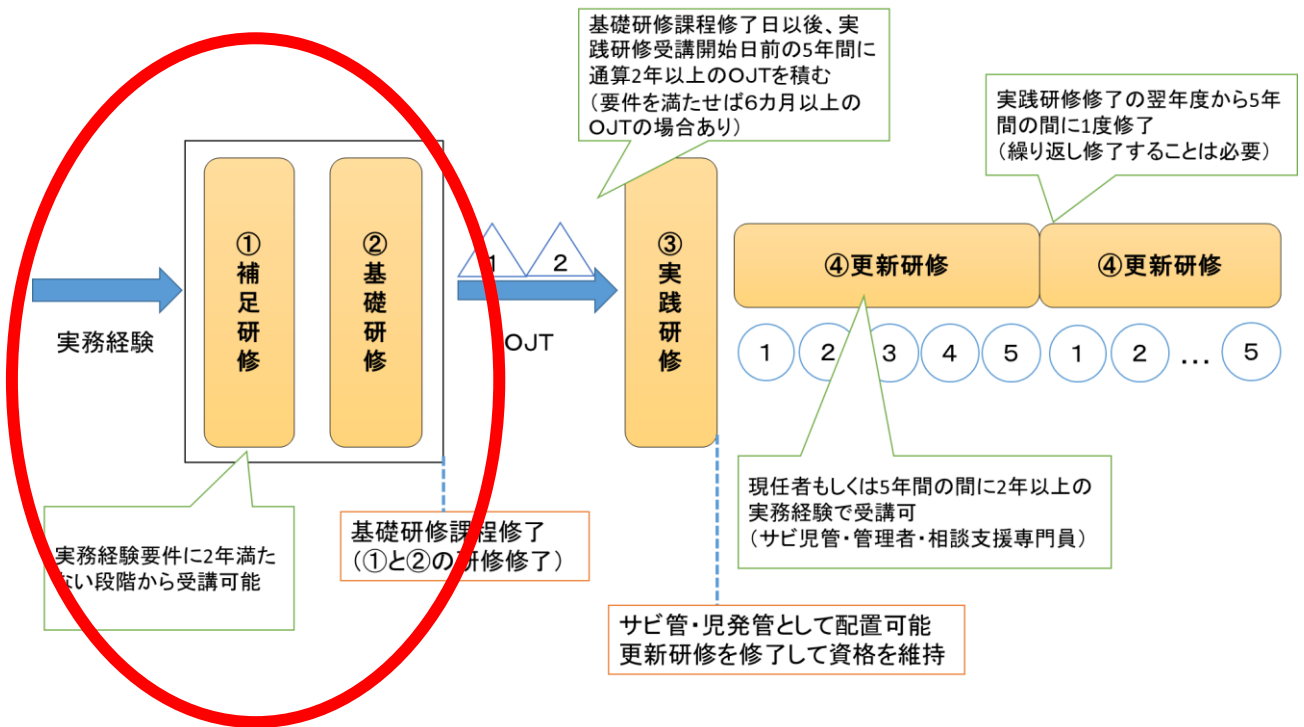 基礎研修課程修了日以後、実
践研修受講開始日前の5年間に
通算2年以上のOJTを積む
（要件を満たせば6カ月以上の
OJTの場合あり）
実践研修修了の翌年度から5年
間の間に1度修了
（繰り返し修了することは必要）
実務経験
①補足研修
②基礎研修
1 2
OJT
③実践研修
④更新研修
④更新研修
1 2 3 4 5 1 2 … 5
実務経験要件に2年満た
ない段階から受講可能
基礎研修課程修了
（①と②の研修修了）
現任者もしくは5年間の間に2年以上の
実務経験で受講可
（サビ児管・管理者・相談支援専門員）
サビ管・児発管として配置可能
更新研修を修了して資格を維持